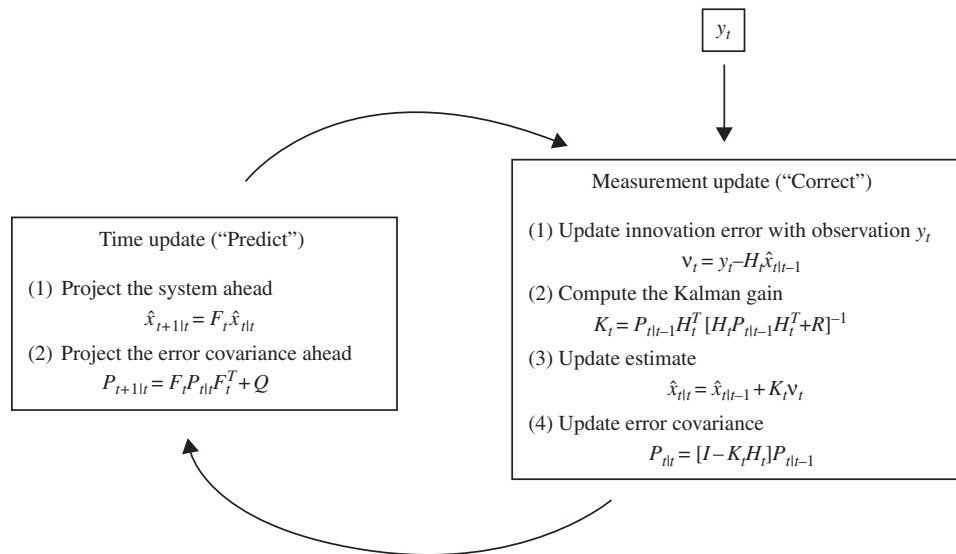 y_t
Time update (“Predict”)
(1) Project the system ahead
x̂_{t+1|t} = F_t x̂_{t|t}
(2) Project the error covariance ahead
P_{t+1|t} = F_t P_{t|t} F_t^T + Q
Measurement update (“Correct”)
(1) Update innovation error with observation y_t
ν_t = y_t – H_t x̂_{t|t–1}
(2) Compute the Kalman gain
K_t = P_{t|t–1} H_t^T [H_t P_{t|t–1} H_t^T + R]^{–1}
(3) Update estimate
x̂_{t|t} = x̂_{t|t–1} + K_t ν_t
(4) Update error covariance
P_{t|t} = [I – K_t H_t] P_{t|t–1}